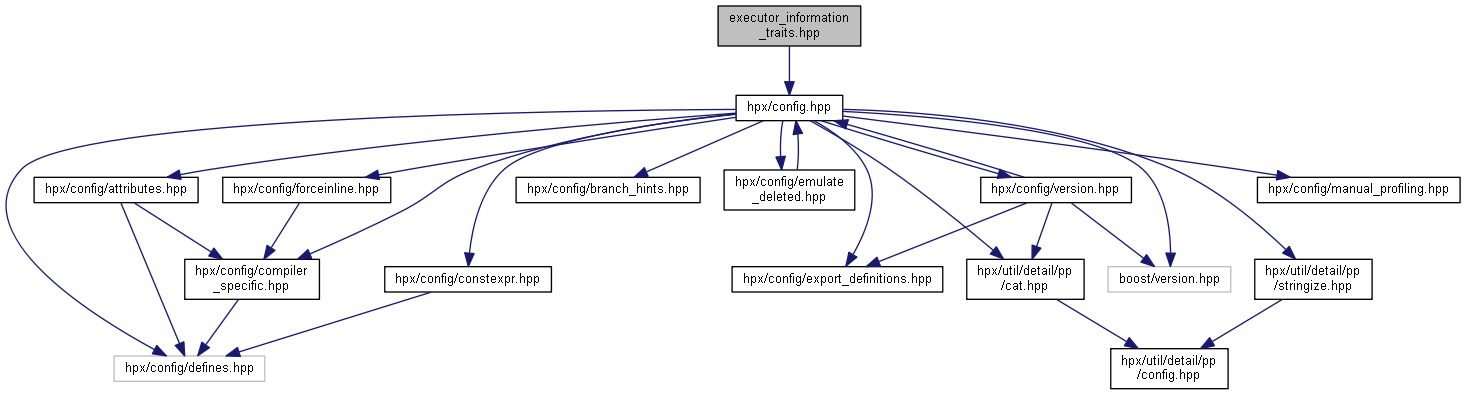 executor_information
_traits.hpp
hpx/config.hpp
hpx/config/attributes.hpp
hpx/config/forceinline.hpp
hpx/config/branch_hints.hpp
hpx/config/emulate
_deleted.hpp
hpx/config/version.hpp
hpx/config/manual_profiling.hpp
hpx/config/compiler
_specific.hpp
hpx/config/constexpr.hpp
hpx/config/export_definitions.hpp
hpx/util/detail/pp
/cat.hpp
boost/version.hpp
hpx/util/detail/pp
/stringize.hpp
hpx/config/defines.hpp
hpx/util/detail/pp
/config.hpp